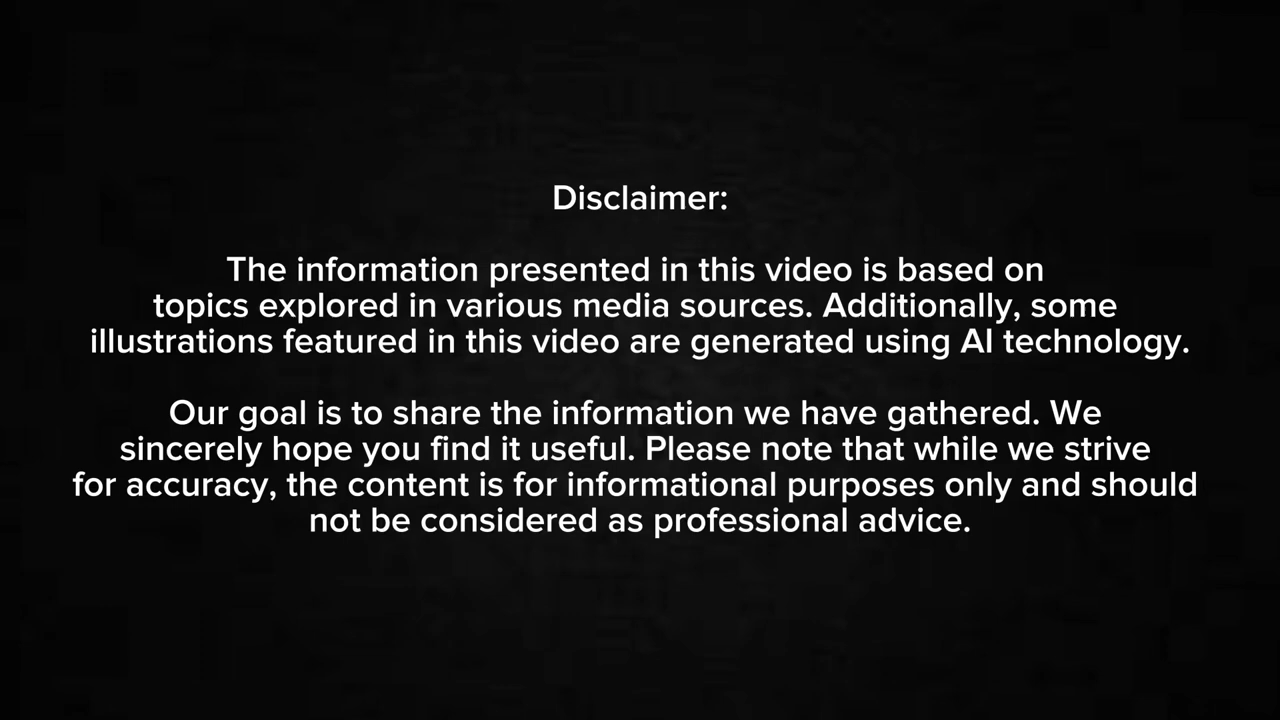 Disclaimer:
The information presented in this video is based on
topics explored in various media sources. Additionally, some
illustrations featured in this video are generated using AI technology.
Our goal is to share the information we have gathered. We
sincerely hope you find it useful. Please note that while we strive
for accuracy, the content is for informational purposes only and should
not be considered as professional advice.